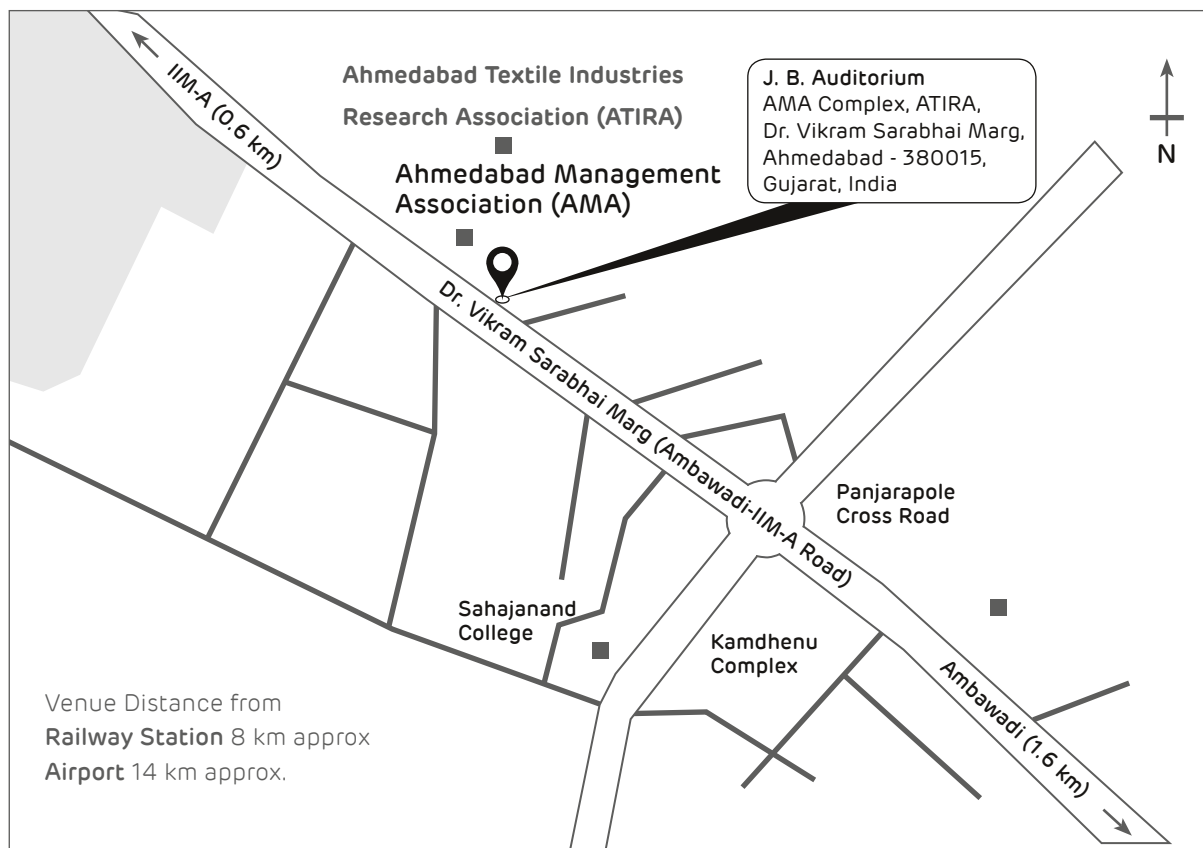 IIM-A (0.6 km)
Ahmedabad Textile Industries
Research Association (ATIRA)
J. B. Auditorium
AMA Complex, ATIRA,
Dr. Vikram Sarabhai Marg,
Ahmedabad - 380015,
Gujarat, India
N
Ahmedabad Management
Association (AMA)
Dr. Vikram Sarabhai Marg (Ambawadi-IIM-A Road)
Panjarapole
Cross Road
Sahajanand
College
Kamdhenu
Complex
Ambawadi (1.6 km)
Venue Distance from
Railway Station 8 km approx
Airport 14 km approx.